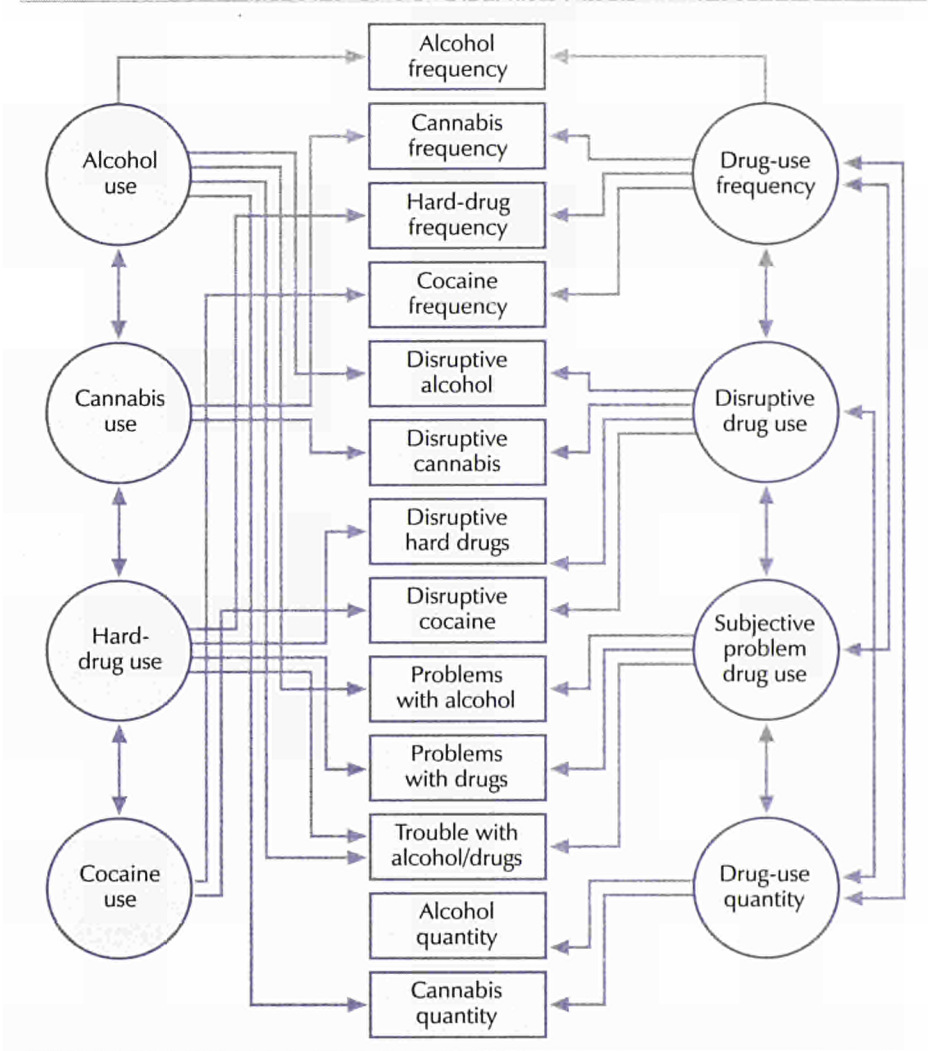 Alcohol
frequency
Alcohol
use
Cannabis
frequency
Drug-use
frequency
Hard-drug
frequency
Cocaine
frequency
Disruptive
alcohol
Cannabis
use
Disruptive
drug use
Disruptive
cannabis
Disruptive
hard drugs
Disruptive
cocaine
Hard-
drug use
Subjective
problem
drug use
Problems
with alcohol
Problems
with drugs
Trouble with
alcohol/drugs
Cocaine
use
Drug-use
quantity
Alcohol
quantity
Cannabis
quantity